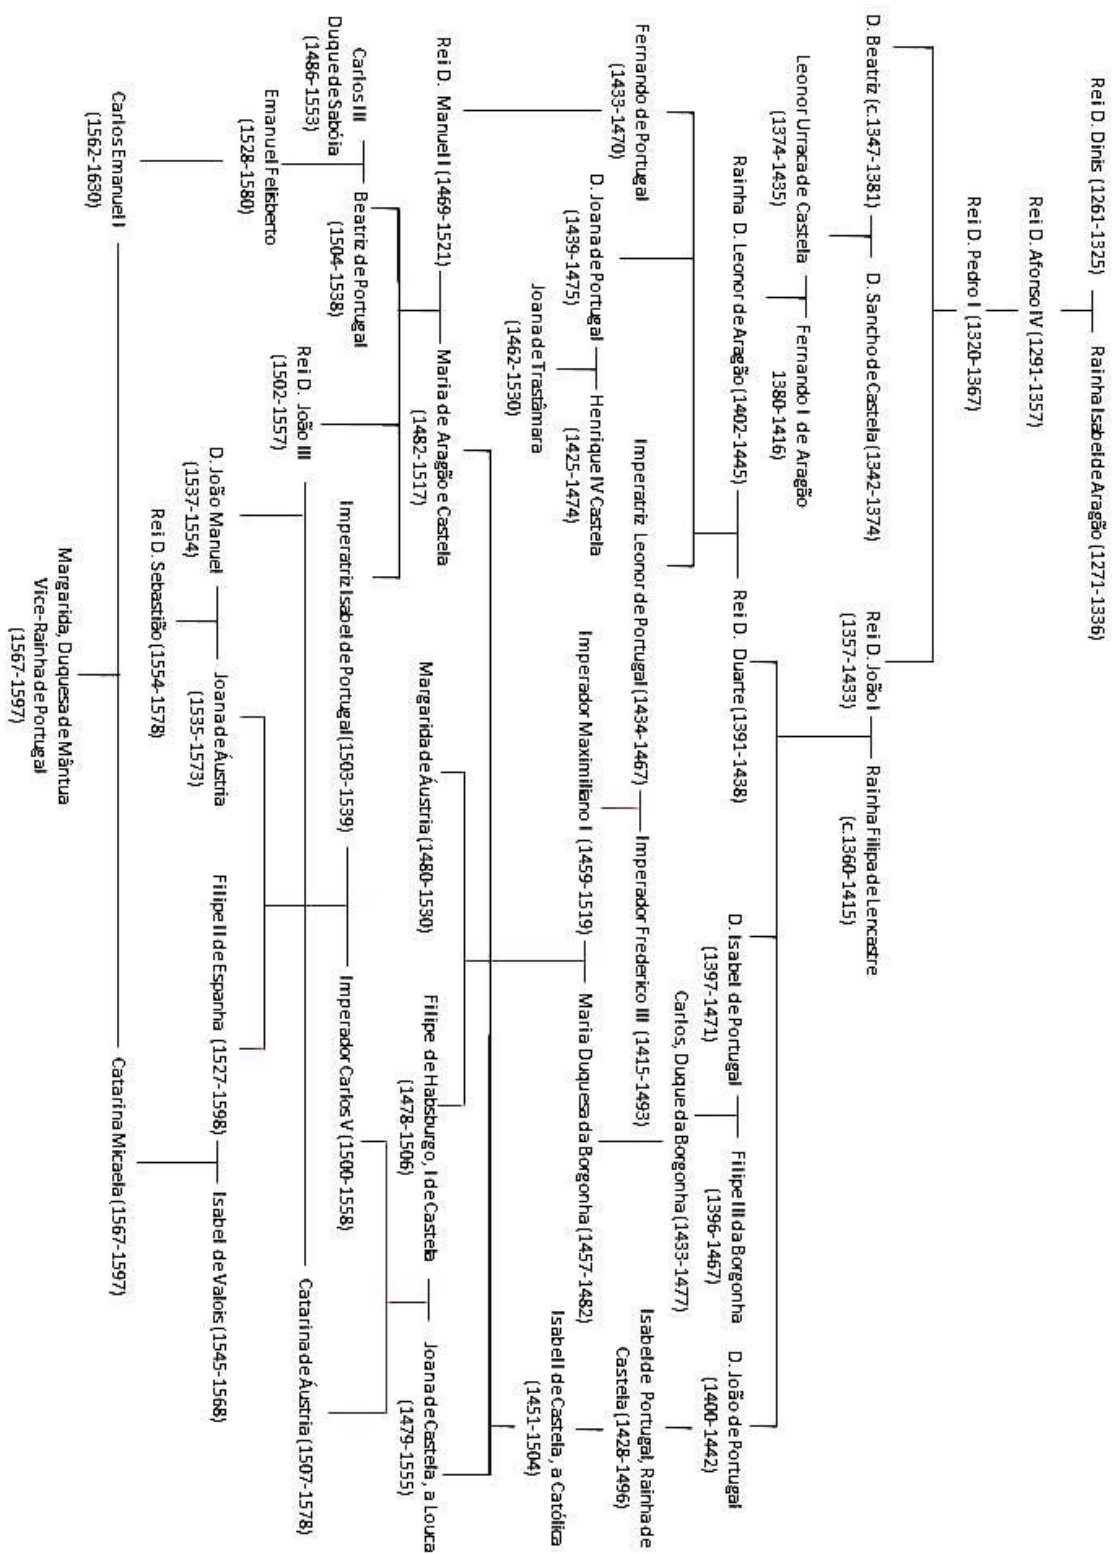 Rei D. Dinis (1261-1325)
Rainha Isabel de Aragão (1271-1336)
Rei D. Afonso IV (1291-1357)
Rei D. Pedro I (1320-1367)
D. Beatriz (c.1347-1381)
D. Sancho de Castela (1342-1374)
Rei D. João I
(1357-1433)
Rainha Filipa de Lencastre
(c.1360-1415)
Leonor Urraca de Castela
(1374-1435)
Fernando I de Aragão
1380-1416)
Rainha D. Leonor de Aragão (1402-1445)
Rei D. Duarte (1391-1438)
D. Isabel de Portugal
(1397-1471)
Filipe III da Borgonha
(1396-1467)
D. João de Portugal
(1400-1442)
Fernando de Portugal
(1433-1470)
D. Joana de Portugal
(1439-1475)
Henrique IV Castela
(1425-1474)
Imperatriz Leonor de Portugal (1434-1467)
Imperador Frederico III (1415-1493)
Carlos, Duque da Borgonha (1433-1477)
Isabel de Portugal, Rainha de
Castela (1428-1496)
Joana de Trastâmara
(1462-1530)
Imperador Maximiliano I (1459-1519)
Maria Duquesa da Borgonha (1457-1482)
Isabel I de Castela, a Católica
(1451-1504)
Rei D. Manuel I (1469-1521)
Maria de Aragão e Castela
(1482-1517)
Margarida de Áustria (1480-1530)
Filipe de Habsburgo, I de Castela
(1478-1506)
Joana de Castela, a Louca
(1479-1555)
Carlos III
Duque de Sabóia
(1486-1553)
Beatriz de Portugal
(1504-1538)
Rei D. João III
(1502-1557)
Imperatriz Isabel de Portugal (1503-1539)
Imperador Carlos V (1500-1558)
Catarina de Áustria (1507-1578)
Emanuel Felisberto
(1528-1580)
D. João Manuel
(1537-1554)
Joana de Áustria
(1535-1573)
Filipe II de Espanha (1527-1598)
Isabel de Valois (1545-1568)
Rei D. Sebastião (1554-1578)
Carlos Emanuel I
(1562-1630)
Catarina Micaela (1567-1597)
Margarida, Duquesa de Mântua
Vice-Rainha de Portugal
(1567-1597)